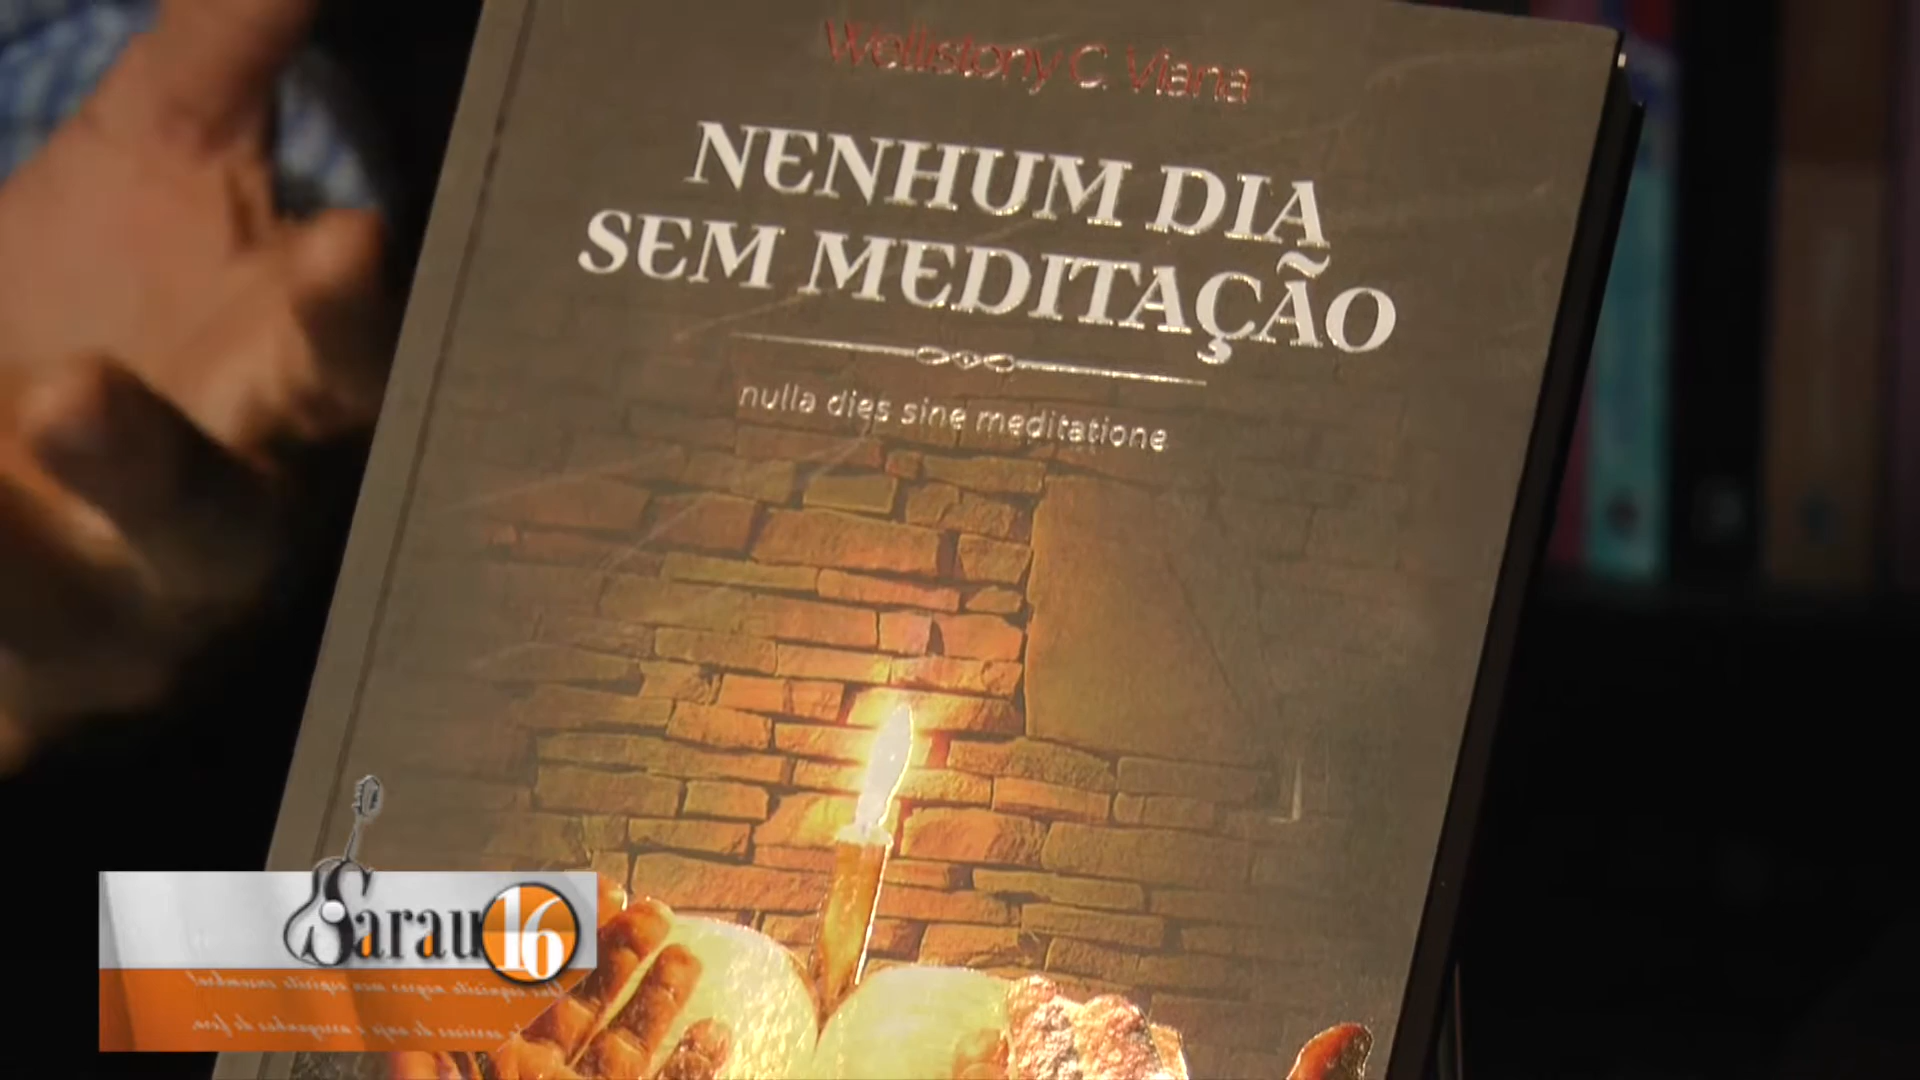 Wellistony C. Viana
NENHUM DIA
SEM MEDITAÇÃO
nulla dies sine meditatione
Sarau 16